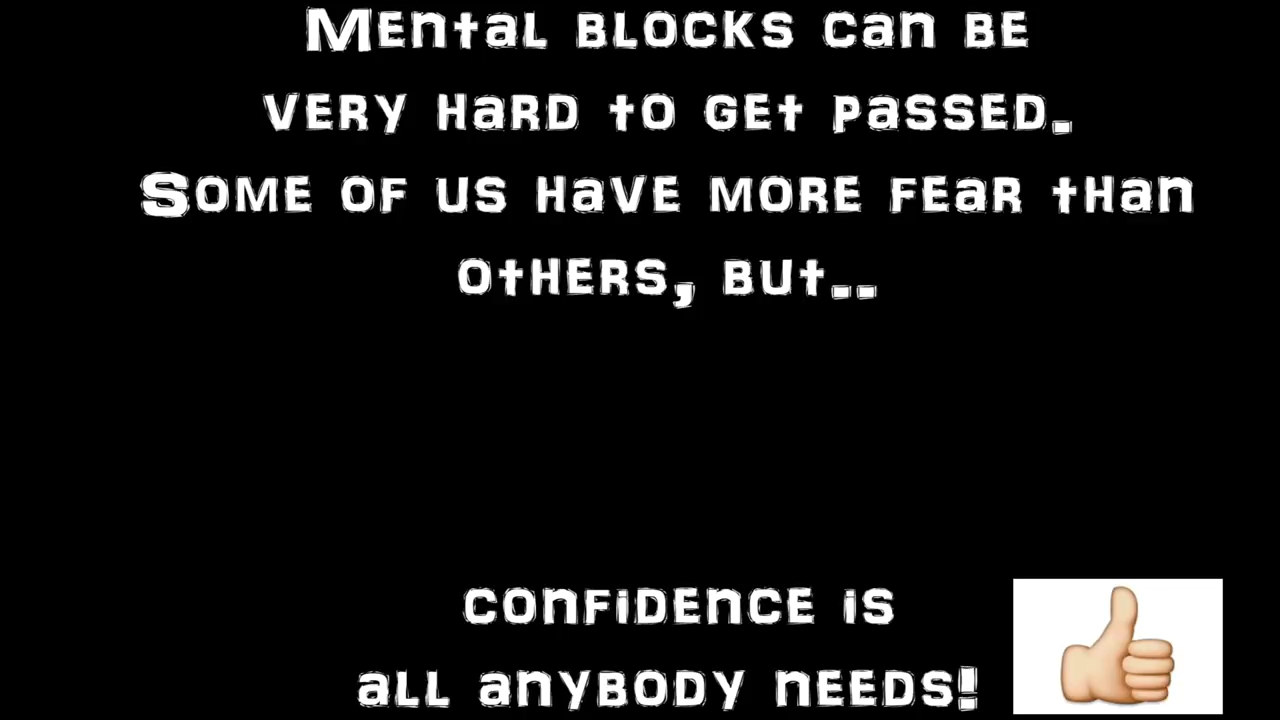 Mental blocks can be
very hard to get passed.
Some of us have more fear than
others, but..
confidence is
all anybody needs!